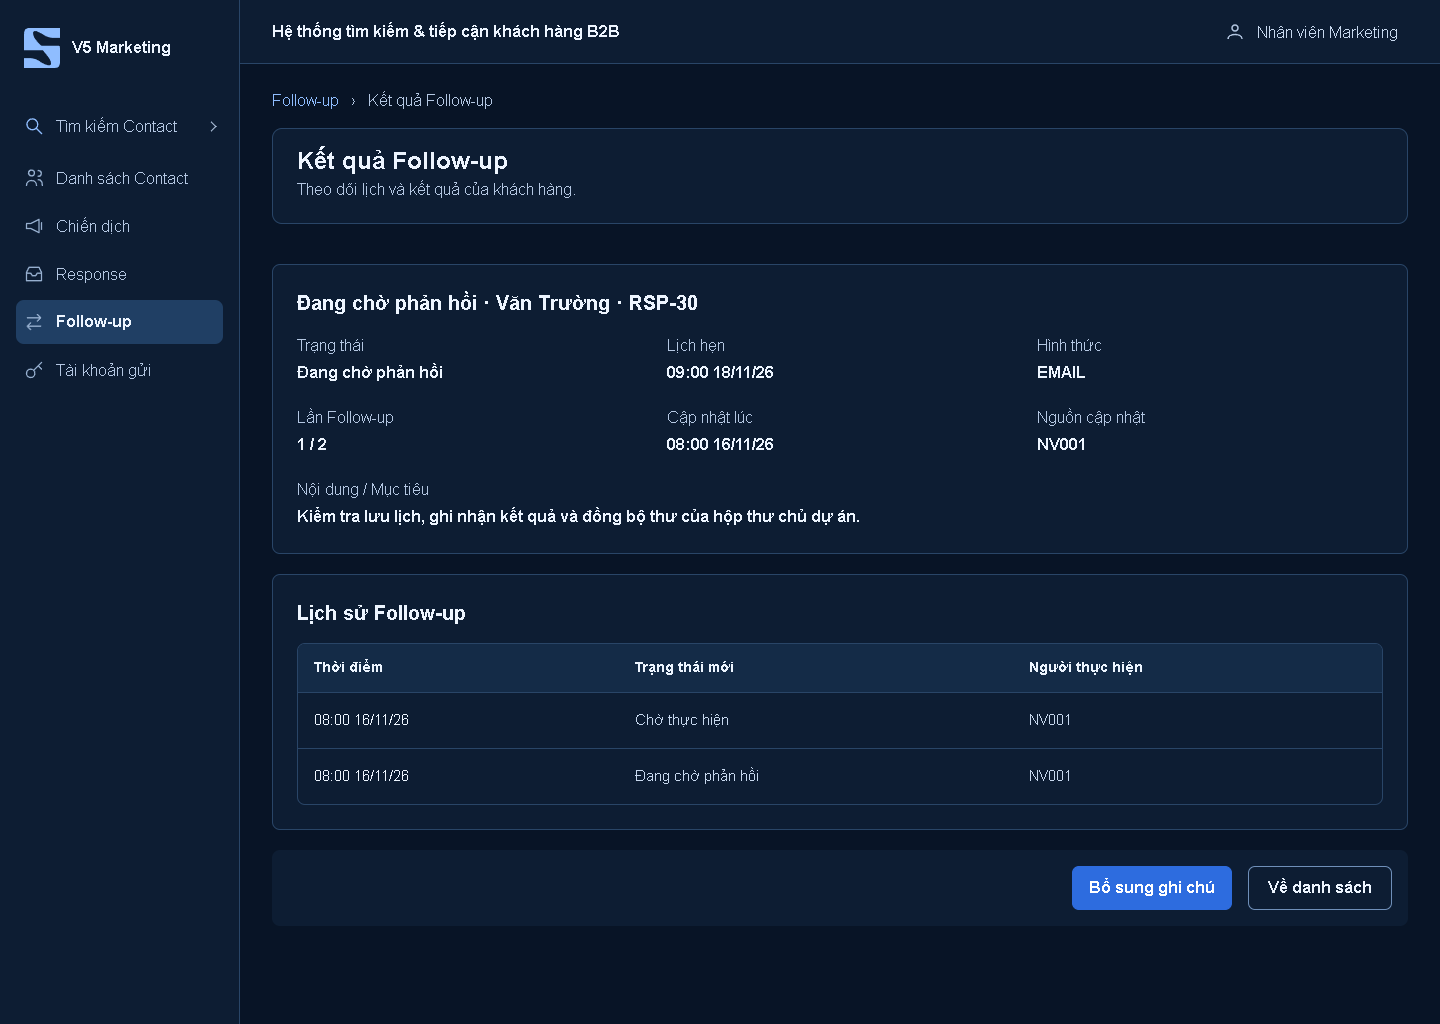 V5 Marketing
Hệ thống tìm kiếm & tiếp cận khách hàng B2B
Nhân viên Marketing
Tìm kiếm Contact
Danh sách Contact
Chiến dịch
Response
Follow-up
Tài khoản gửi
Follow-up › Kết quả Follow-up
Kết quả Follow-up
Theo dõi lịch và kết quả của khách hàng.
Đang chờ phản hồi · Văn Trường · RSP-30
Trạng thái Lịch hẹn Hình thức
Đang chờ phản hồi 09:00 18/11/26 EMAIL
Lần Follow-up Cập nhật lúc Nguồn cập nhật
1 / 2 08:00 16/11/26 NV001
Nội dung / Mục tiêu
Kiểm tra lưu lịch, ghi nhận kết quả và đồng bộ thư của hộp thư chủ dự án.
Lịch sử Follow-up
Thời điểm Trạng thái mới Người thực hiện
08:00 16/11/26 Chờ thực hiện NV001
08:00 16/11/26 Đang chờ phản hồi NV001
Bổ sung ghi chú Về danh sách